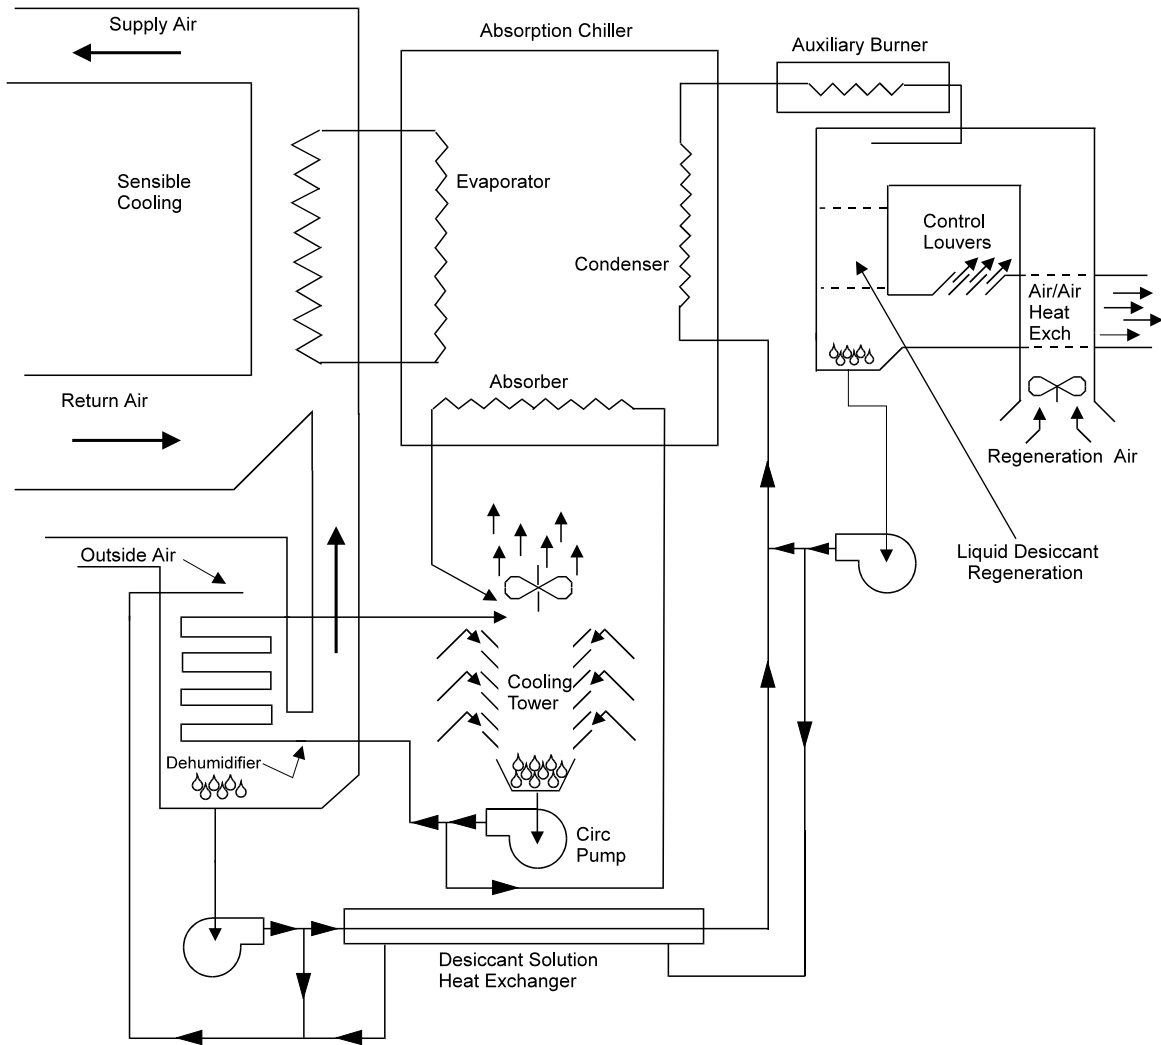 Supply Air
Absorption Chiller
Auxiliary Burner
Sensible
Cooling
Evaporator
Condenser
Control
Louvers
Air/Air
Heat
Exch
Absorber
Return Air
Regeneration Air
Outside Air
Liquid Desiccant
Regeneration
Cooling
Tower
Dehumidifier
Circ
Pump
Desiccant Solution
Heat Exchanger